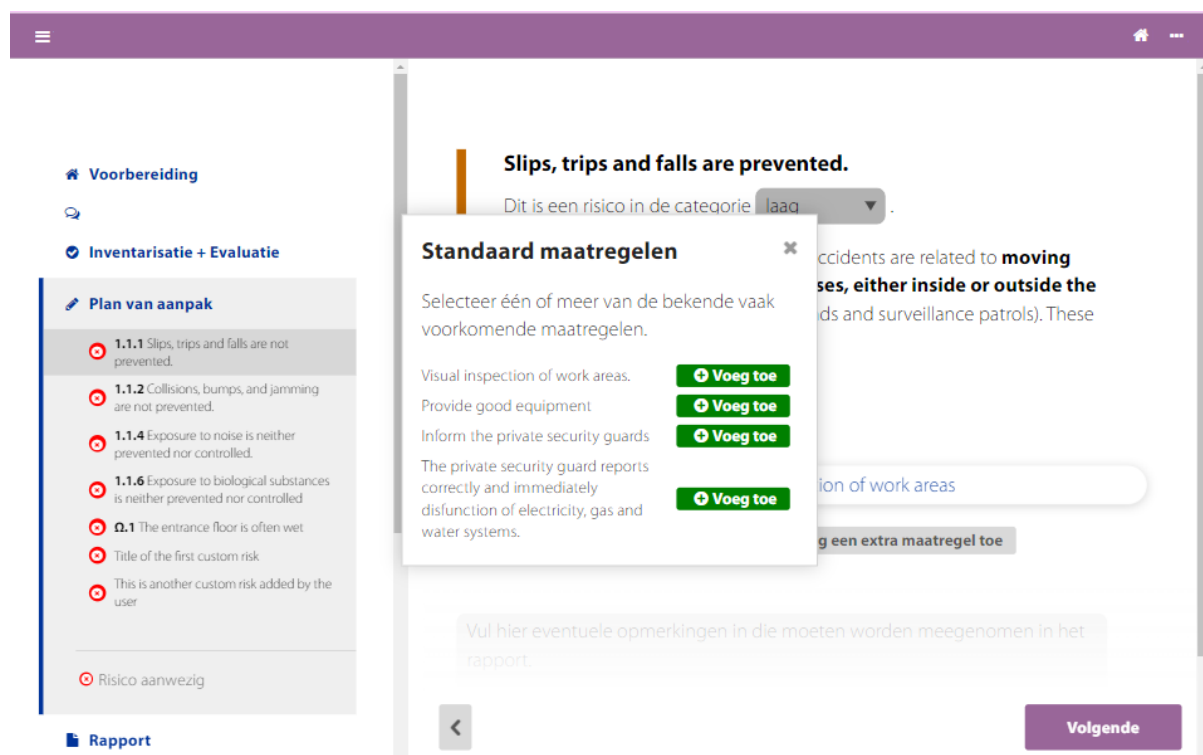 Voorbereiding
Inventarisatie + Evaluatie
Plan van aanpak
1.1.1 Slips, trips and falls are not
prevented.
1.1.2 Collisions, bumps, and jamming
are not prevented.
1.1.4 Exposure to noise is neither
prevented nor controlled.
1.1.6 Exposure to biological substances
is neither prevented nor controlled
Ω.1 The entrance floor is often wet
Title of the first custom risk
This is another custom risk added by the
user
Risico aanwezig
Rapport
Slips, trips and falls are prevented.
Dit is een risico in de categorie laag .
ccidents are related to moving
ses, either inside or outside the
ds and surveillance patrols). These
Standaard maatregelen
Selecteer één of meer van de bekende vaak
voorkomende maatregelen.
Visual inspection of work areas. Voeg toe
Provide good equipment Voeg toe
Inform the private security guards Voeg toe
The private security guard reports
correctly and immediately
disfunction of electricity, gas and
water systems.
Voeg toe
ion of work areas
g een extra maatregel toe
Vul hier eventuele opmerkingen in die moeten worden meegenomen in het
rapport.
Volgende